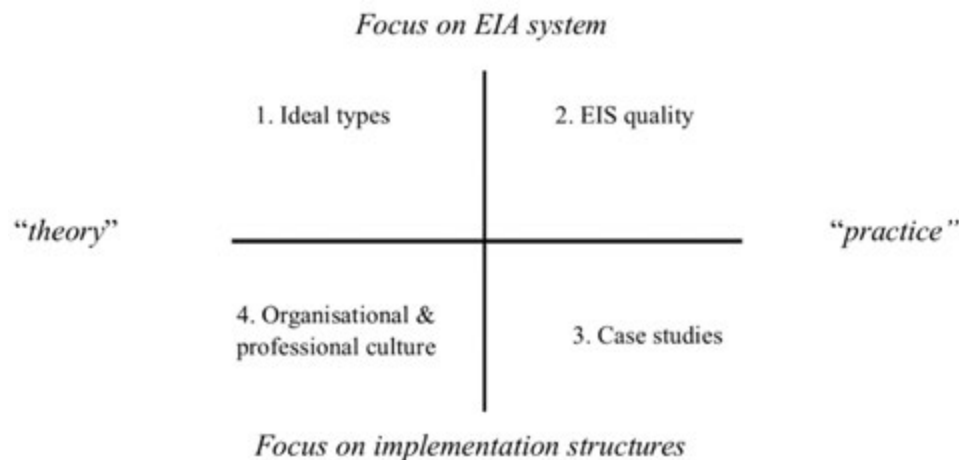 Focus on EIA system
1. Ideal types
2. EIS quality
“theory”
“practice”
4. Organisational &
professional culture
3. Case studies
Focus on implementation structures